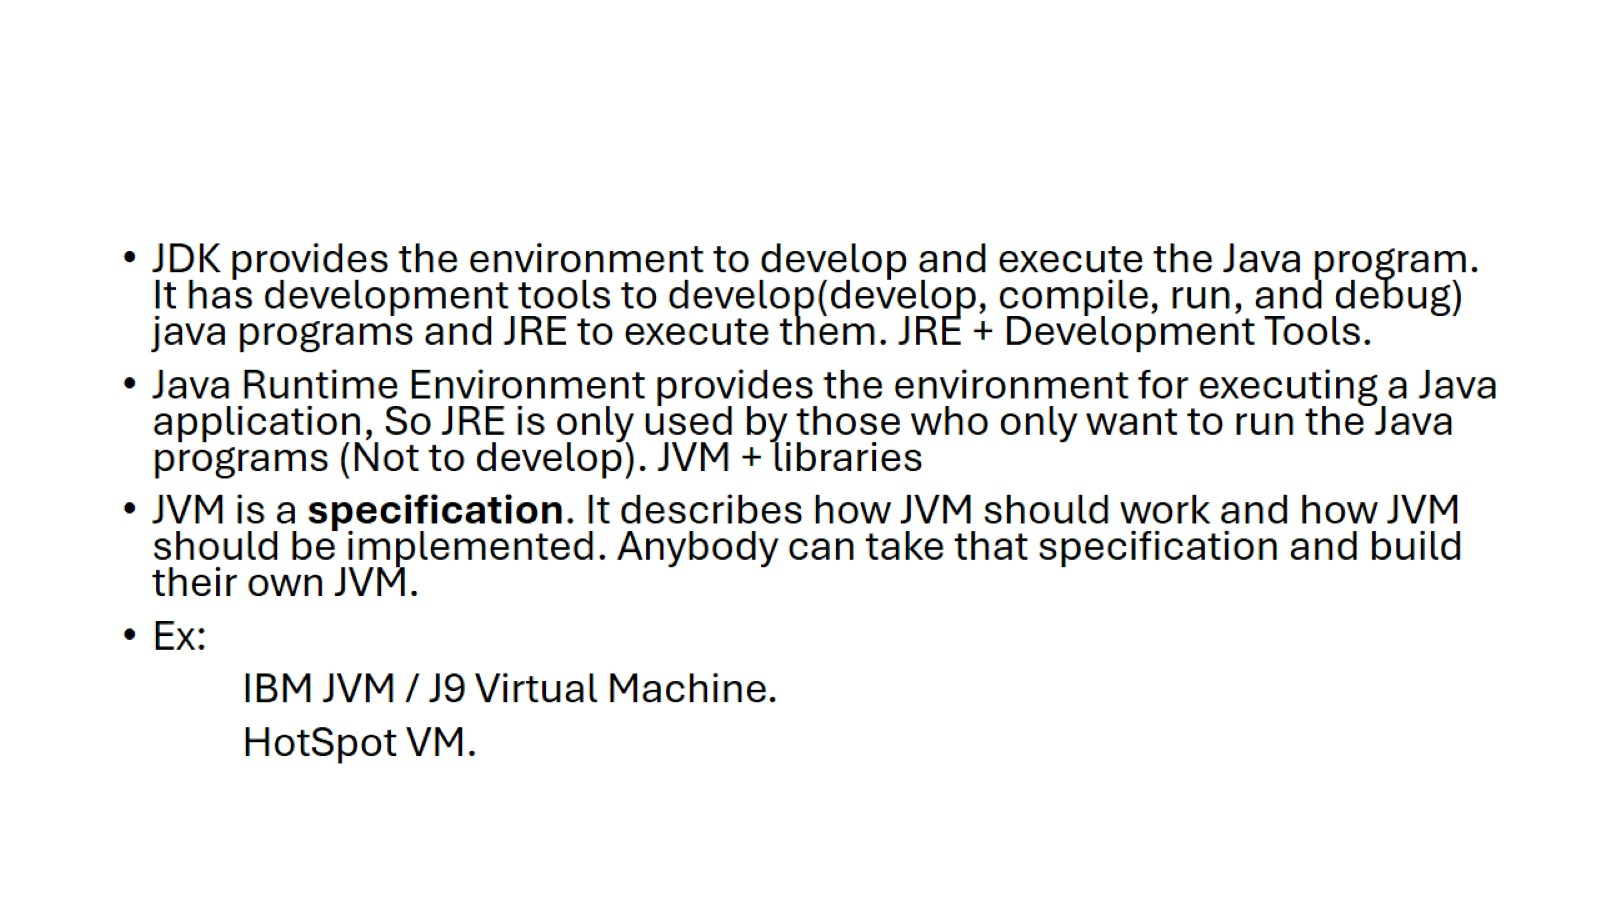 • JDK provides the environment to develop and execute the Java program.
It has development tools to develop(develop, compile, run, and debug)
java programs and JRE to execute them. JRE + Development Tools.
• Java Runtime Environment provides the environment for executing a Java
application, So JRE is only used by those who only want to run the Java
programs (Not to develop). JVM + libraries
• JVM is a specification. It describes how JVM should work and how JVM
should be implemented. Anybody can take that specification and build
their own JVM.
• Ex:
IBM JVM / J9 Virtual Machine.
HotSpot VM.